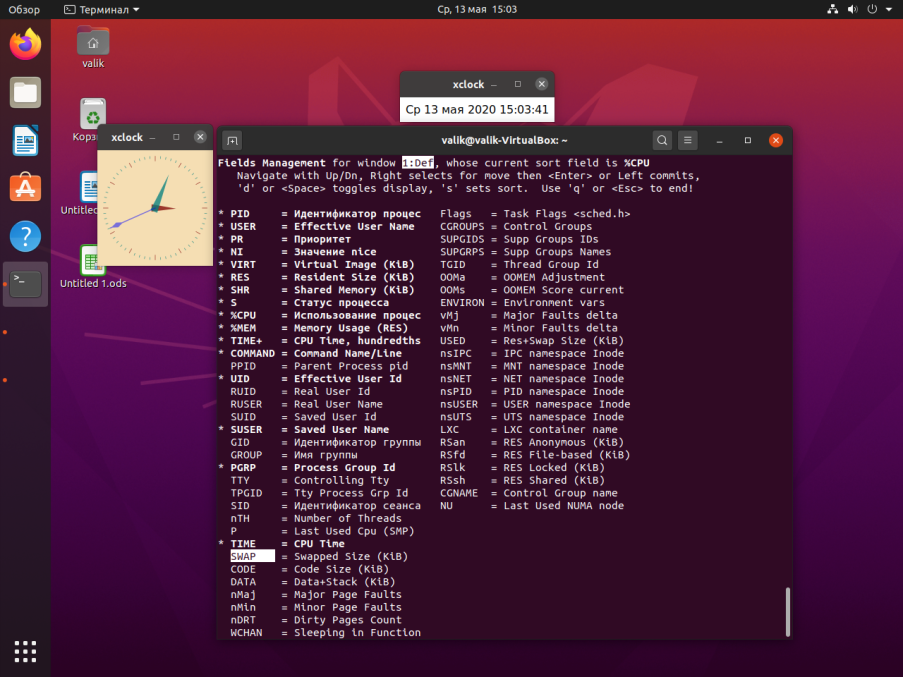 Обзор Терминал Ср, 13 мая 15:03
valik
Корз
Untitled
Untitled 1.ods
xclock
Ср 13 мая 2020 15:03:41
xclock
valik@valik-VirtualBox: ~
Fields Management for window 1:Def, whose current sort field is %CPU
Navigate with Up/Dn, Right selects for move then <Enter> or Left commits,
'd' or <Space> toggles display, 's' sets sort. Use 'q' or <Esc> to end!
* PID = Идентификатор процес Flags = Task Flags <sched.h>
* USER = Effective User Name CGROUPS = Control Groups
* PR = Приоритет SUPGIDS = Supp Groups IDs
* NI = Значение nice SUPGRPS = Supp Groups Names
* VIRT = Virtual Image (KiB) TGID = Thread Group Id
* RES = Resident Size (KiB) OOMa = OOMEM Adjustment
* SHR = Shared Memory (KiB) OOMs = OOMEM Score current
* S = Статус процесса ENVIRON = Environment vars
* %CPU = Использование процес vMj = Major Faults delta
* %MEM = Memory Usage (RES) vMn = Minor Faults delta
* TIME+ = CPU Time, hundredths USED = Res+Swap Size (KiB)
* COMMAND = Command Name/Line nsIPC = IPC namespace Inode
PPID = Parent Process pid nsMNT = MNT namespace Inode
* UID = Effective User Id nsNET = NET namespace Inode
RUID = Real User Id nsPID = PID namespace Inode
RUSER = Real User Name nsUSER = USER namespace Inode
SUID = Saved User Id nsUTS = UTS namespace Inode
* SUSER = Saved User Name LXC = LXC container name
GID = Идентификатор группы RSan = RES Anonymous (KiB)
GROUP = Имя группы RSfd = RES File-based (KiB)
* PGRP = Process Group Id RSlk = RES Locked (KiB)
TTY = Controlling Tty RSsh = RES Shared (KiB)
TPGID = Tty Process Grp Id CGNAME = Control Group name
SID = Идентификатор сеанса NU = Last Used NUMA node
nTH = Number of Threads
P = Last Used Cpu (SMP)
* TIME = CPU Time
SWAP = Swapped Size (KiB)
CODE = Code Size (KiB)
DATA = Data+Stack (KiB)
nMaj = Major Page Faults
nMin = Minor Page Faults
nDRT = Dirty Pages Count
WCHAN = Sleeping in Function